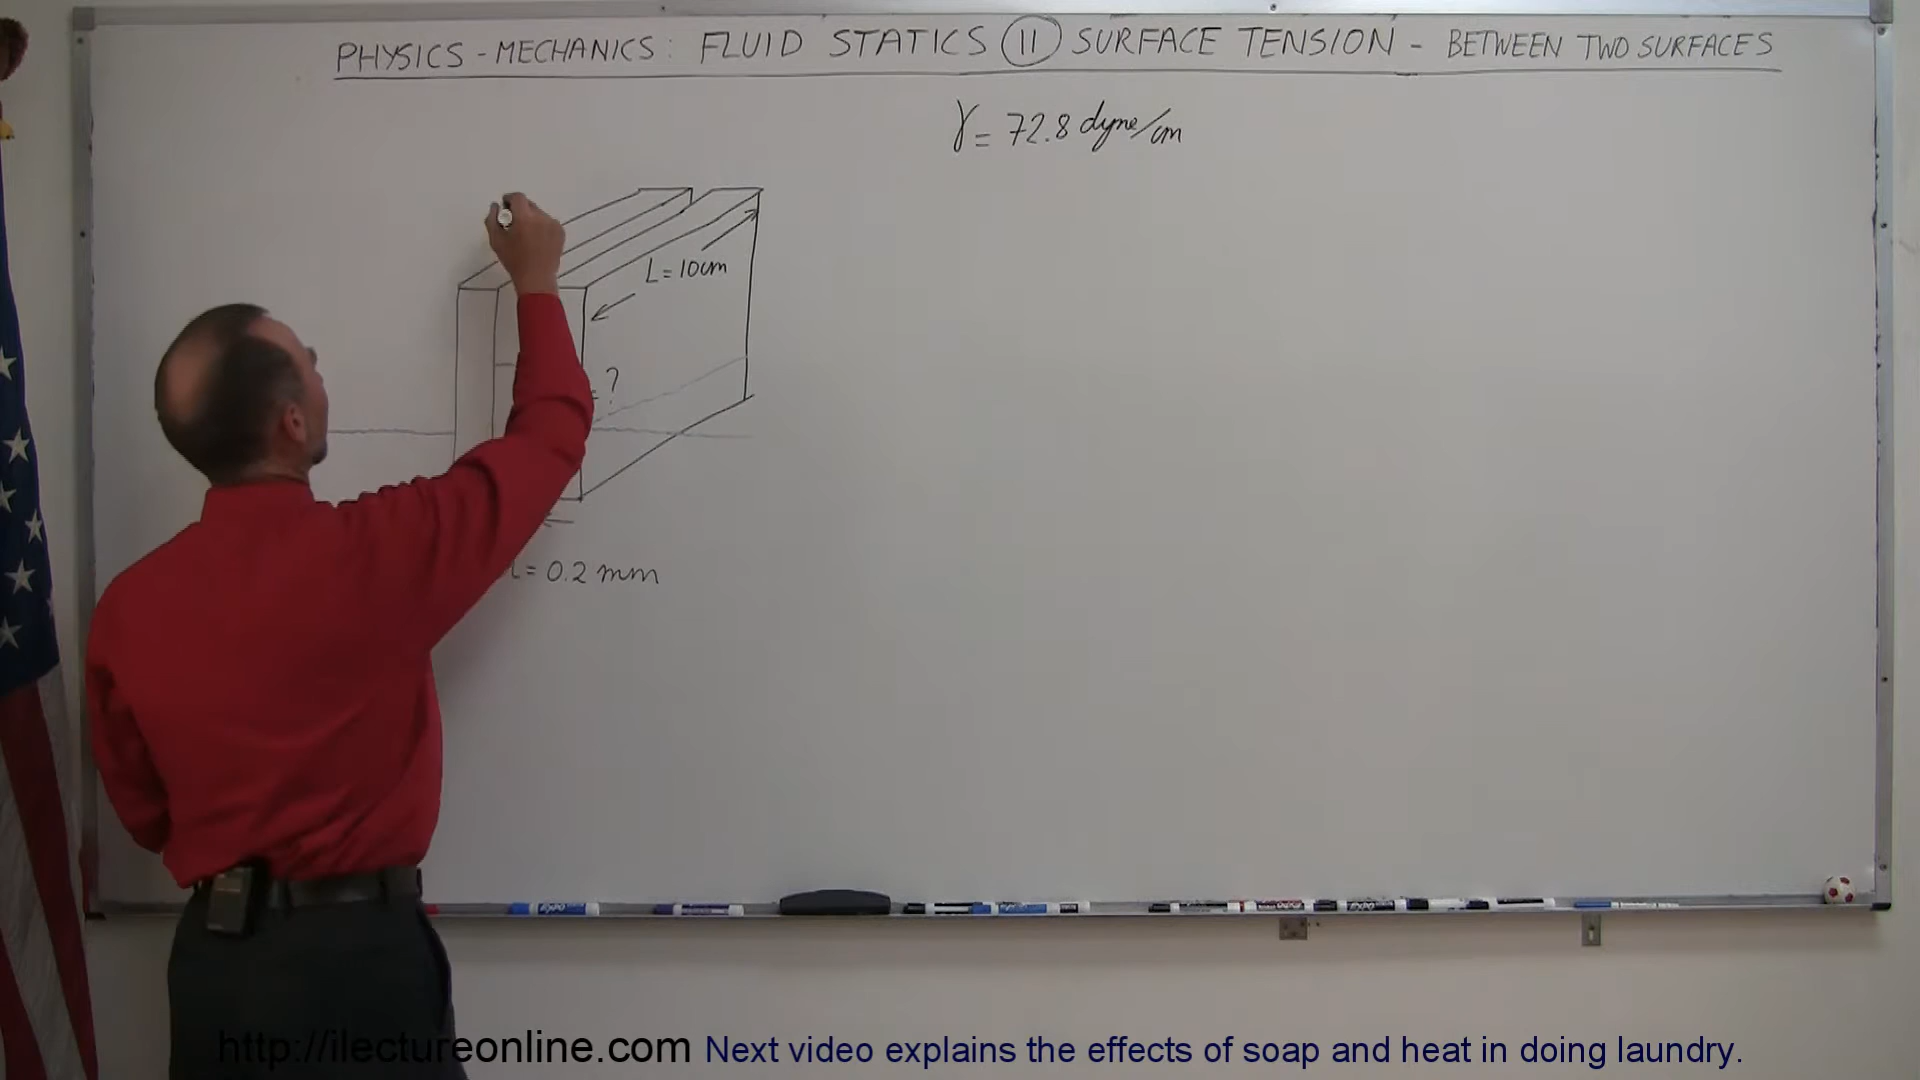 PHYSICS - MECHANICS: FLUID STATICS 11 SURFACE TENSION - BETWEEN TWO SURFACES
γ = 72.8 dyne/cm
L = 10cm
= ?
= 0.2 mm
http://ilectureonline.com Next video explains the effects of soap and heat in doing laundry.